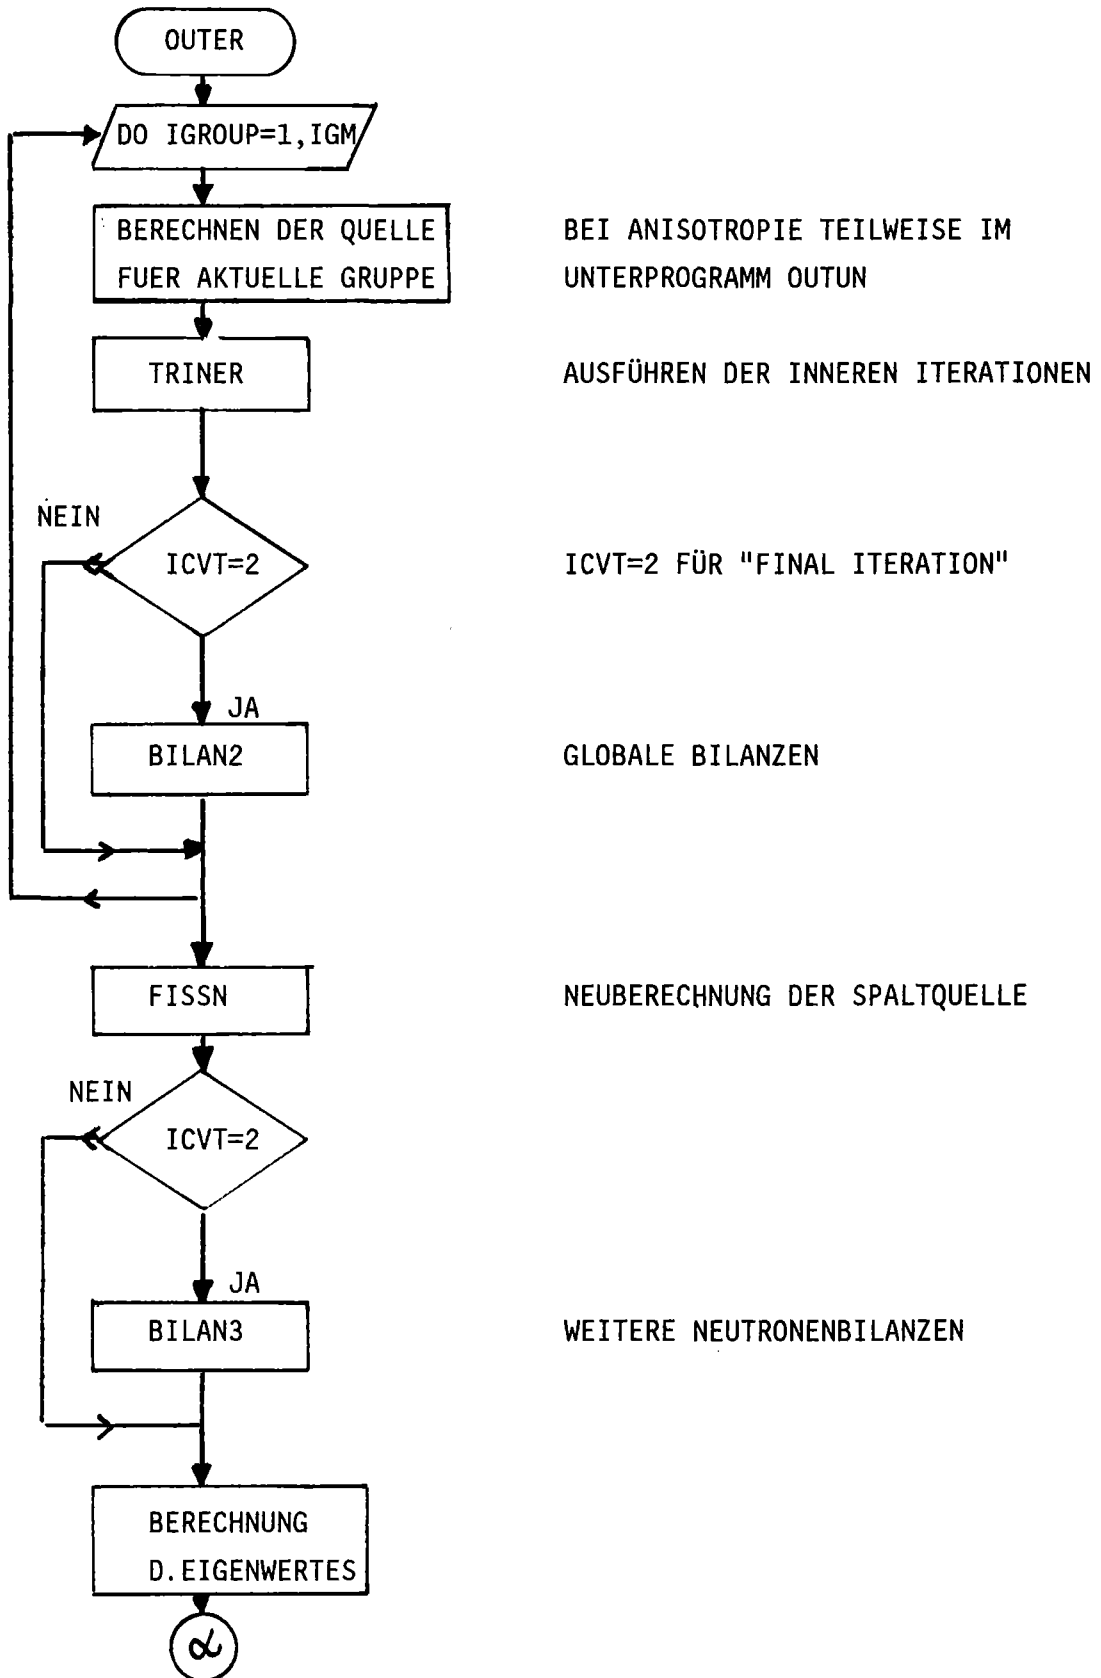 OUTER
DO IGROUP=1,IGM
BERECHNEN DER QUELLE
FUER AKTUELLE GRUPPE
BEI ANISOTROPIE TEILWEISE IM
UNTERPROGRAMM OUTUN
TRINER
AUSFÜHREN DER INNEREN ITERATIONEN
NEIN
ICVT=2
ICVT=2 FÜR "FINAL ITERATION"
JA
BILAN2
GLOBALE BILANZEN
FISSN
NEUBERECHNUNG DER SPALTQUELLE
NEIN
ICVT=2
JA
BILAN3
WEITERE NEUTRONENBILANZEN
BERECHNUNG
D.EIGENWERTES
α